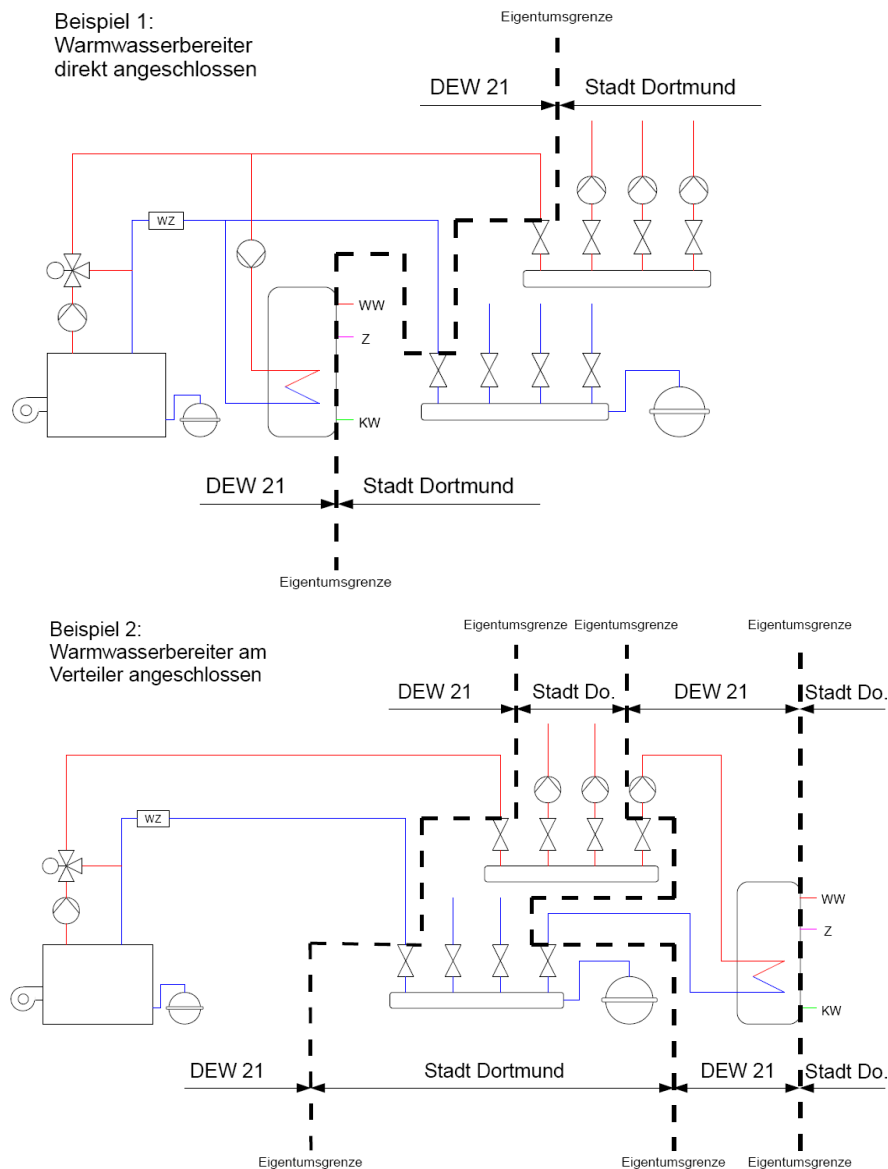 Beispiel 1:
Warmwasserbereiter
direkt angeschlossen
Eigentumsgrenze
DEW 21
Stadt Dortmund
WZ
WW
Z
KW
DEW 21
Stadt Dortmund
Eigentumsgrenze
Beispiel 2:
Warmwasserbereiter am
Verteiler angeschlossen
Eigentumsgrenze
Eigentumsgrenze
Eigentumsgrenze
DEW 21
Stadt Do.
DEW 21
Stadt Do.
WZ
WW
Z
KW
DEW 21
Stadt Dortmund
DEW 21
Stadt Do.
Eigentumsgrenze
Eigentumsgrenze
Eigentumsgrenze